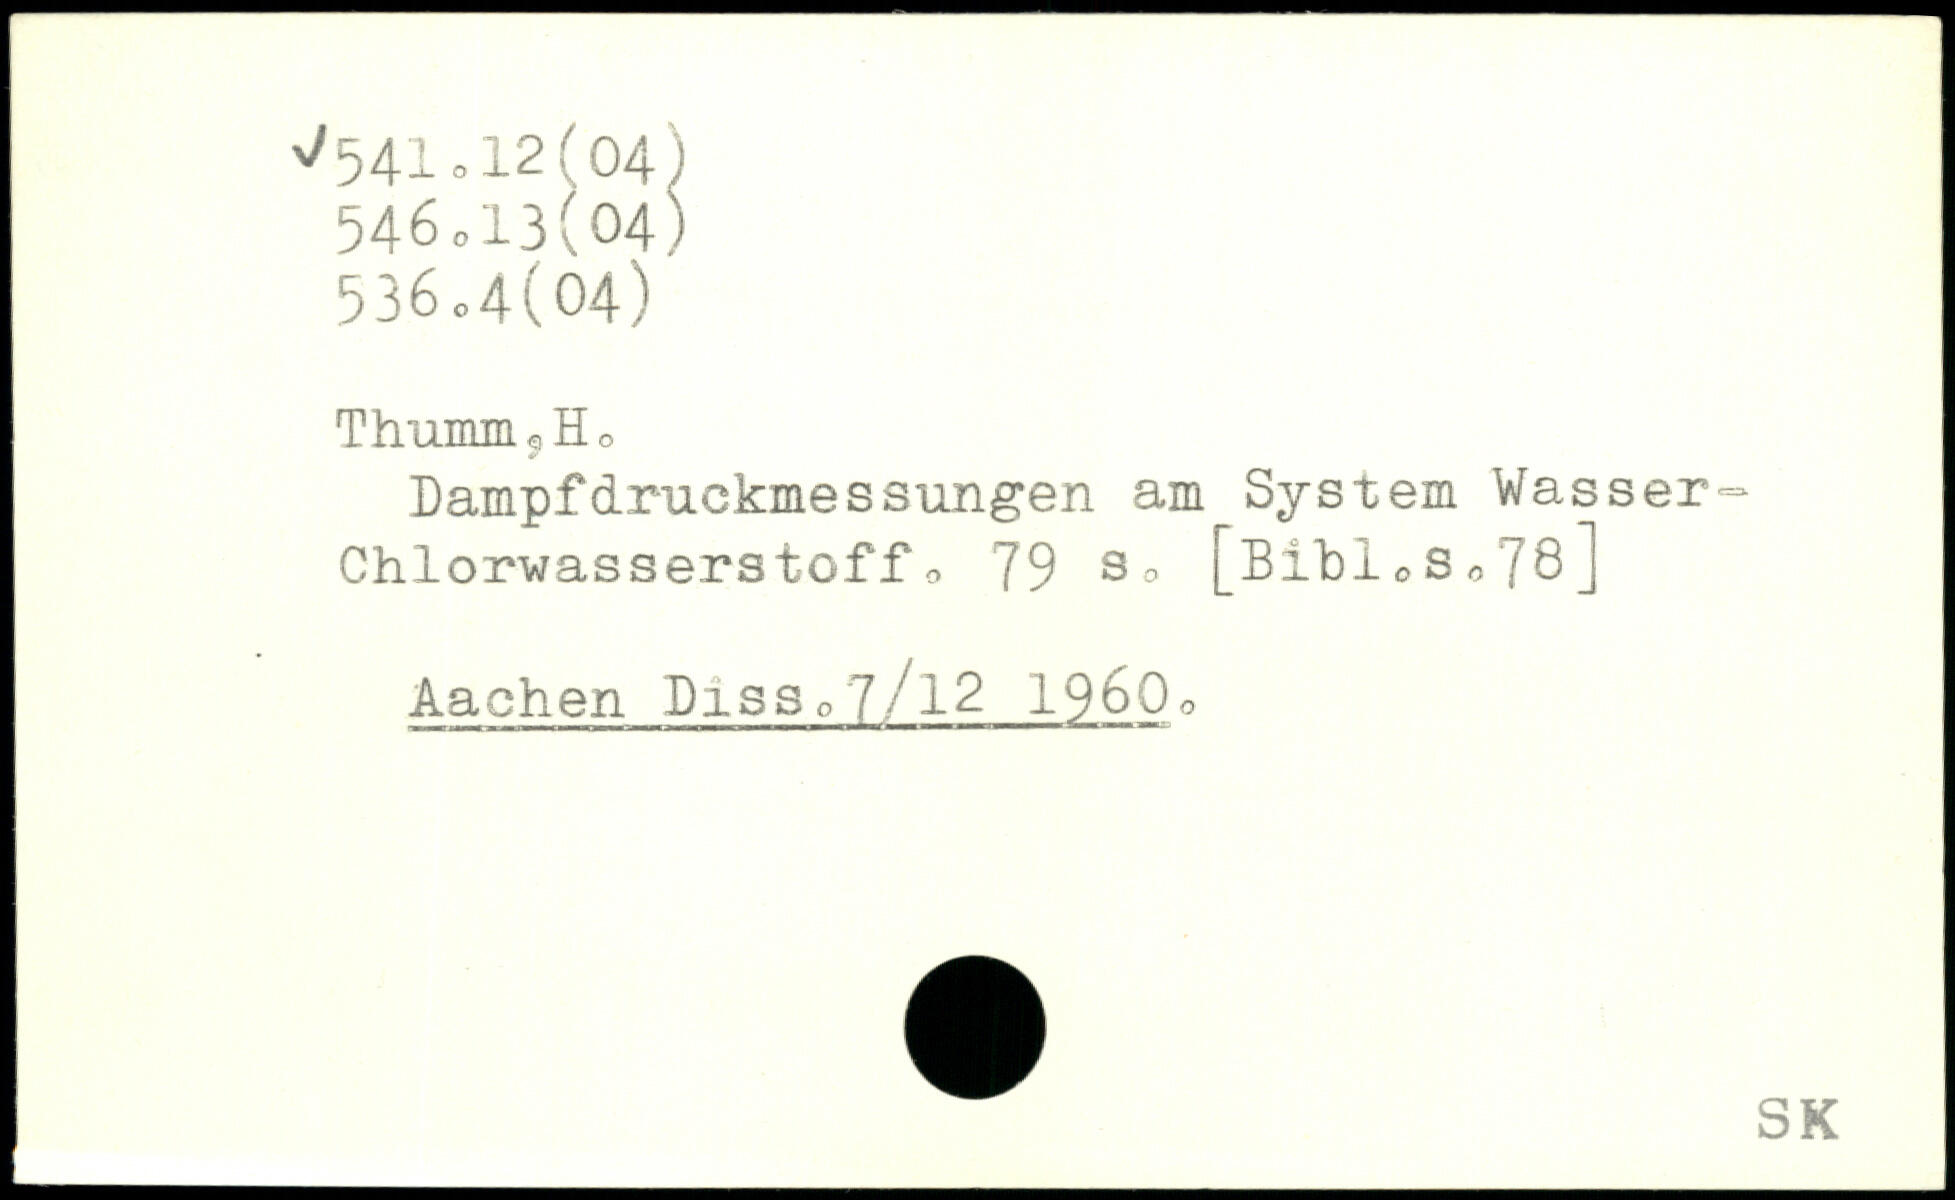 ✓541.12(04)
546.13(04)
536.4(04)
Thumm,H.
Dampfdruckmessungen am System Wasser-
Chlorwasserstoff. 79 s. [Bibl.s.78]
Aachen Diss.7/12 1960.
SK